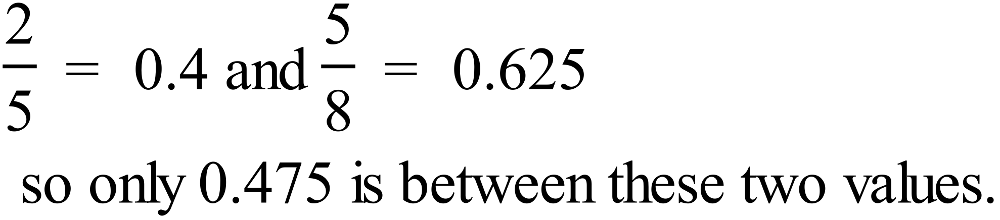 2/5 = 0.4 and 5/8 = 0.625
so only 0.475 is between these two values.